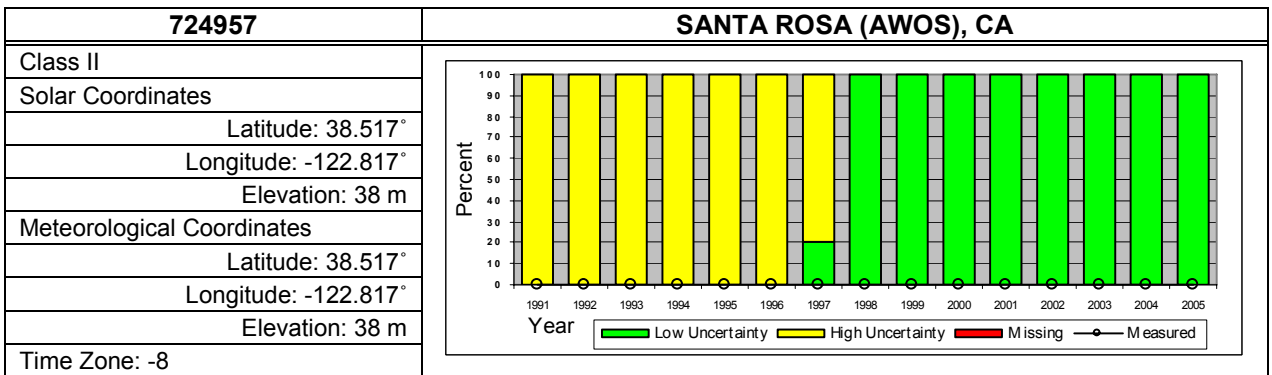 724957
SANTA ROSA (AWOS), CA
Class II
Solar Coordinates
Latitude: 38.517˚
Longitude: -122.817˚
Elevation: 38 m
Meteorological Coordinates
Latitude: 38.517˚
Longitude: -122.817˚
Elevation: 38 m
Time Zone: -8
Percent
100
90
80
70
60
50
40
30
20
10
0
1991 1992 1993 1994 1995 1996 1997 1998 1999 2000 2001 2002 2003 2004 2005
Year
Low Uncertainty High Uncertainty Missing Measured